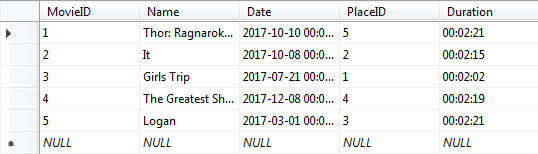 MovieID Name Date PlaceID Duration
1 Thor: Ragnarok... 2017-10-10 00:0... 5 00:02:21
2 It 2017-10-08 00:0... 2 00:02:15
3 Girls Trip 2017-07-21 00:0... 1 00:02:02
4 The Greatest Sh... 2017-12-08 00:0... 4 00:02:19
5 Logan 2017-03-01 00:0... 3 00:02:21
NULL NULL NULL NULL NULL